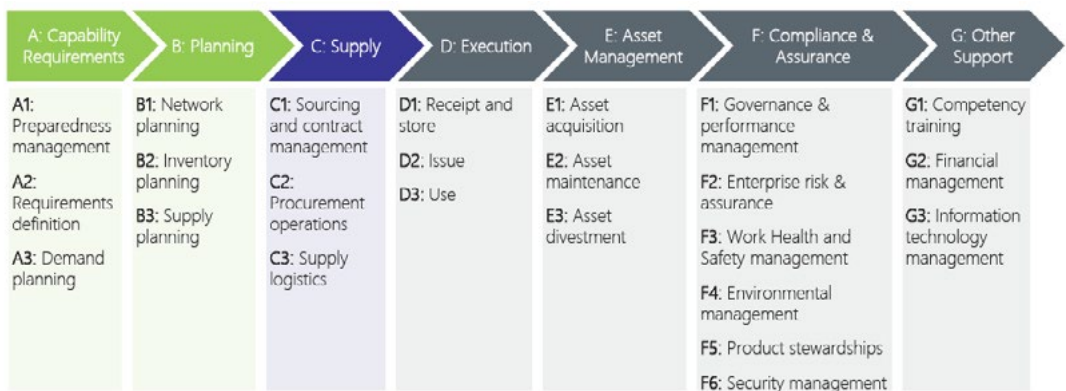 A: Capability
Requirements
B: Planning
C: Supply
D: Execution
E: Asset
Management
F: Compliance &
Assurance
G: Other
Support
A1:
Preparedness
management
A2:
Requirements
definition
A3: Demand
planning
B1: Network
planning
B2: Inventory
planning
B3: Supply
planning
C1: Sourcing
and contract
management
C2:
Procurement
operations
C3: Supply
logistics
D1: Receipt and
store
D2: Issue
D3: Use
E1: Asset
acquisition
E2: Asset
maintenance
E3: Asset
divestment
F1: Governance &
performance
management
F2: Enterprise risk &
assurance
F3: Work Health and
Safety management
F4: Environmental
management
F5: Product stewardships
F6: Security management
G1: Competency
training
G2: Financial
management
G3: Information
technology
management